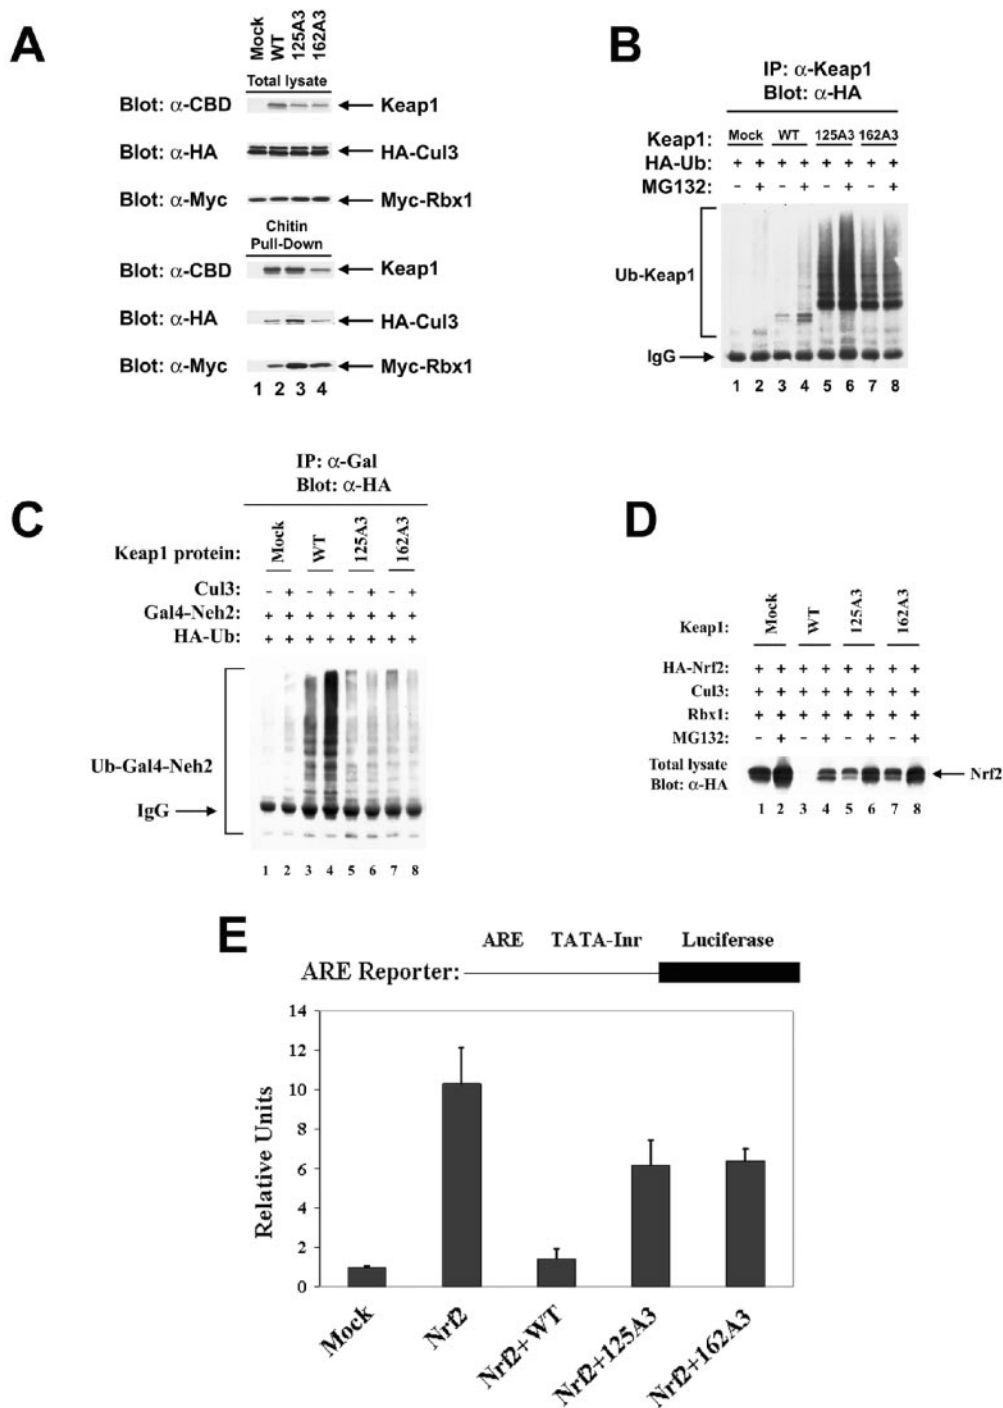 A
Mock WT 125A3 162A3
Total lysate
Blot: α-CBD Keap1
Blot: α-HA HA-Cul3
Blot: α-Myc Myc-Rbx1
Chitin
Pull-Down
Blot: α-CBD Keap1
Blot: α-HA HA-Cul3
Blot: α-Myc Myc-Rbx1
1 2 3 4
B
IP: α-Keap1
Blot: α-HA
Keap1: Mock WT 125A3 162A3
HA-Ub: + + + + + + + +
MG132: - + - + - + - +
Ub-Keap1
IgG
1 2 3 4 5 6 7 8
C
IP: α-Gal
Blot: α-HA
Keap1 protein: Mock WT 125A3 162A3
Cul3: - + - + - + - +
Gal4-Neh2: + + + + + + + +
HA-Ub: + + + + + + + +
Ub-Gal4-Neh2
IgG
1 2 3 4 5 6 7 8
D
Keap1: Mock WT 125A3 162A3
HA-Nrf2: + + + + + + + +
Cul3: + + + + + + + +
Rbx1: + + + + + + + +
MG132: - + - + - + - +
Total lysate
Blot: α-HA Nrf2
1 2 3 4 5 6 7 8
E
ARE TATA-Inr Luciferase
ARE Reporter:
Relative Units
14
12
10
8
6
4
2
0
Mock Nrf2 Nrf2+WT Nrf2+125A3 Nrf2+162A3